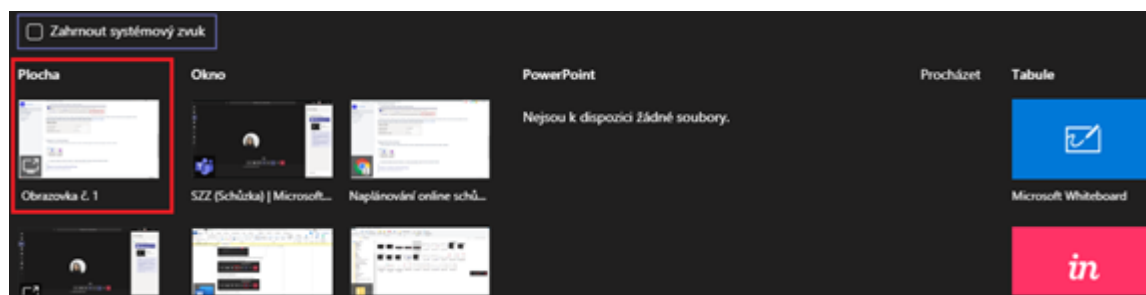 Zahrnout systémový zvuk
Plocha
Okno
PowerPoint
Procházet
Tabule
Nejsou k dispozici žádné soubory.
Obrazovka č. 1
SZZ (Schůzka) | Microsoft...
Naplánování online schů...
Microsoft Whiteboard
in